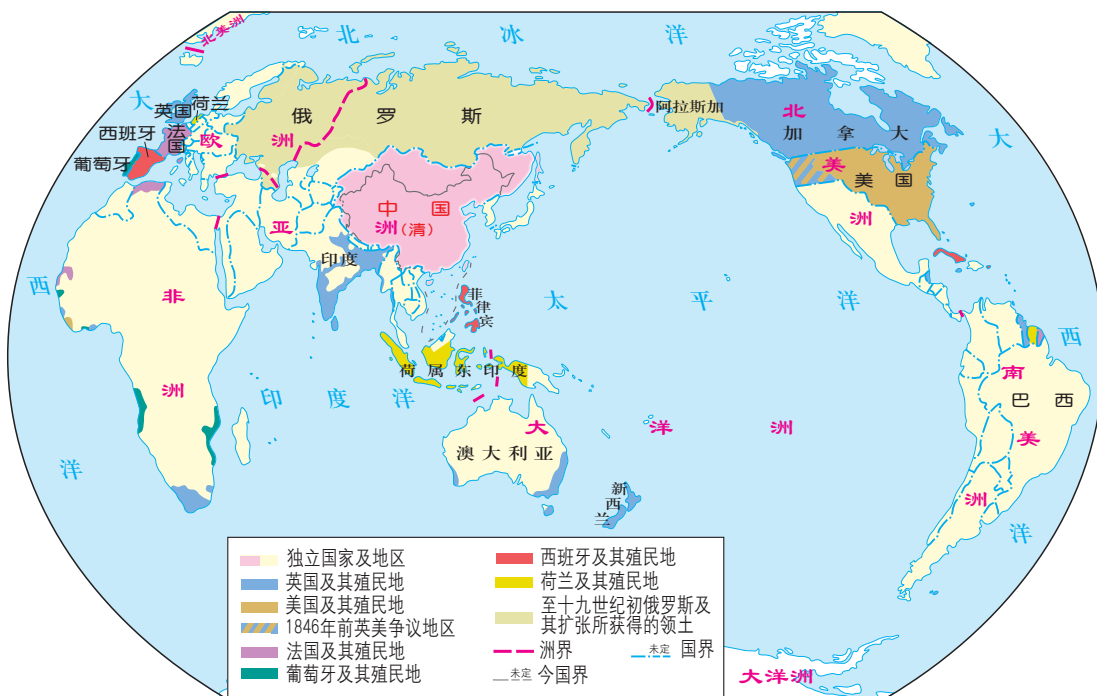 北美洲
北冰洋
大西洋
英国
荷兰
西班牙
法国
葡萄牙
欧洲
俄罗斯
阿拉斯加
北美洲
加拿大
美国
大西洋
亚洲
中国
(清)
印度
菲律宾
太平洋
非洲
荷属东印度
印度洋
大洋洲
澳大利亚
新西兰
南美洲
巴西
独立国家及地区
英国及其殖民地
美国及其殖民地
1846年前英美争议地区
法国及其殖民地
葡萄牙及其殖民地
西班牙及其殖民地
荷兰及其殖民地
至十九世纪初俄罗斯及
其扩张所获得的领土
洲界
未定 国界
未定 今国界
大洋洲